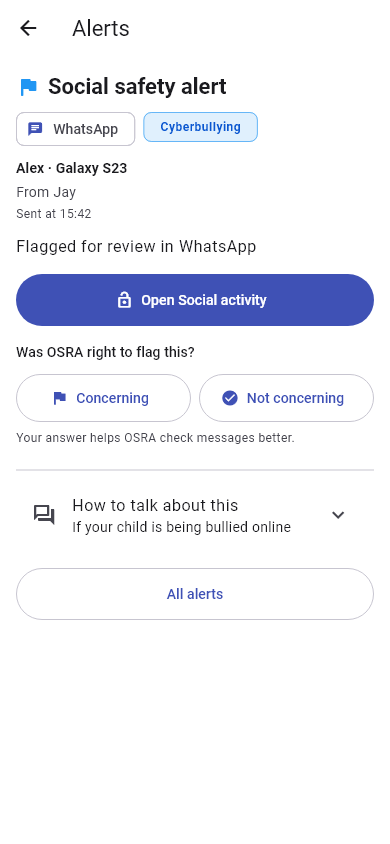 Alerts
Social safety alert
WhatsApp
Cyberbullying
Alex · Galaxy S23
From Jay
Sent at 15:42
Flagged for review in WhatsApp
Open Social activity
Was OSRA right to flag this?
Concerning
Not concerning
Your answer helps OSRA check messages better.
How to talk about this
If your child is being bullied online
All alerts